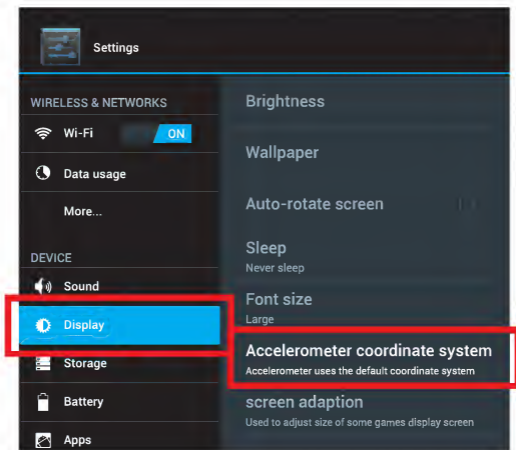 Settings
WIRELESS & NETWORKS
Wi-Fi ON
Data usage
More...
DEVICE
Sound
Display
Storage
Battery
Apps
Brightness
Wallpaper
Auto-rotate screen
Sleep
Never sleep
Font size
Large
Accelerometer coordinate system
Accelerometer uses the default coordinate system
screen adaption
Used to adjust size of some games display screen